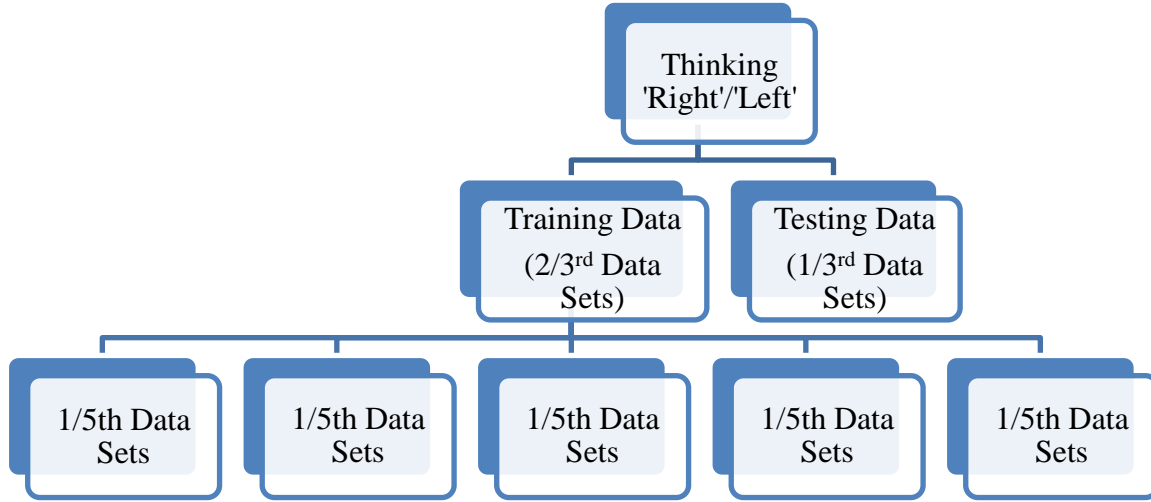 Thinking
'Right'/'Left'
Training Data
(2/3rd Data
Sets)
Testing Data
(1/3rd Data
Sets)
1/5th Data
Sets
1/5th Data
Sets
1/5th Data
Sets
1/5th Data
Sets
1/5th Data
Sets